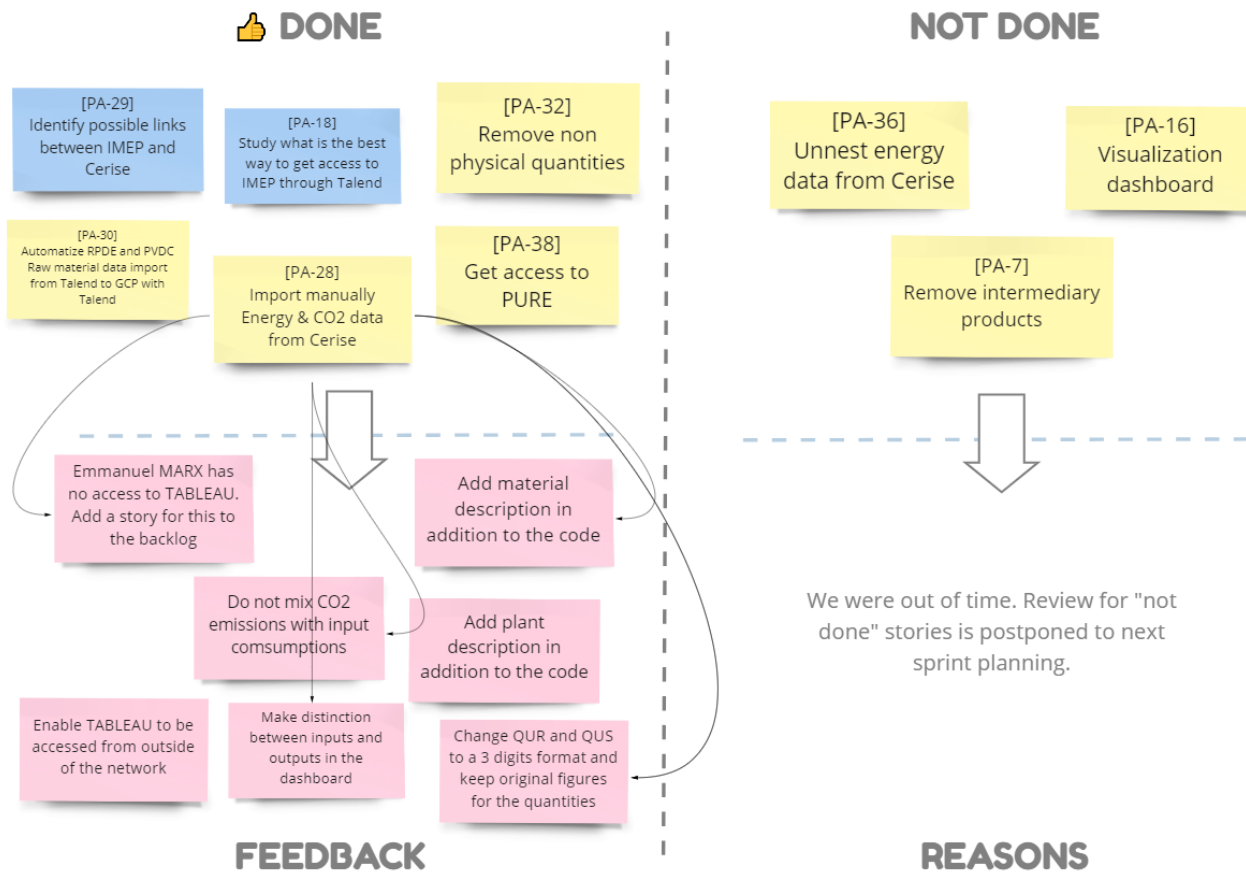 👍 DONE
NOT DONE
[PA-29]
Identify possible links
between IMEP and
Cerise
[PA-18]
Study what is the best
way to get access to
IMEP through Talend
[PA-32]
Remove non
physical quantities
[PA-36]
Unnest energy
data from Cerise
[PA-16]
Visualization
dashboard
[PA-30]
Automatize RPDE and PVDC
Raw material data import
from Talend to GCP with
Talend
[PA-28]
Import manually
Energy & CO2 data
from Cerise
[PA-38]
Get access to
PURE
[PA-7]
Remove intermediary
products
Emmanuel MARX has
no access to TABLEAU.
Add a story for this to
the backlog
Add material
description in
addition to the code
Do not mix CO2
emissions with input
comsumptions
Add plant
description in
addition to the code
We were out of time. Review for "not
done" stories is postponed to next
sprint planning.
Enable TABLEAU to be
accessed from outside
of the network
Make distinction
between inputs and
outputs in the
dashboard
Change QUR and QUS
to a 3 digits format and
keep original figures
for the quantities
FEEDBACK
REASONS